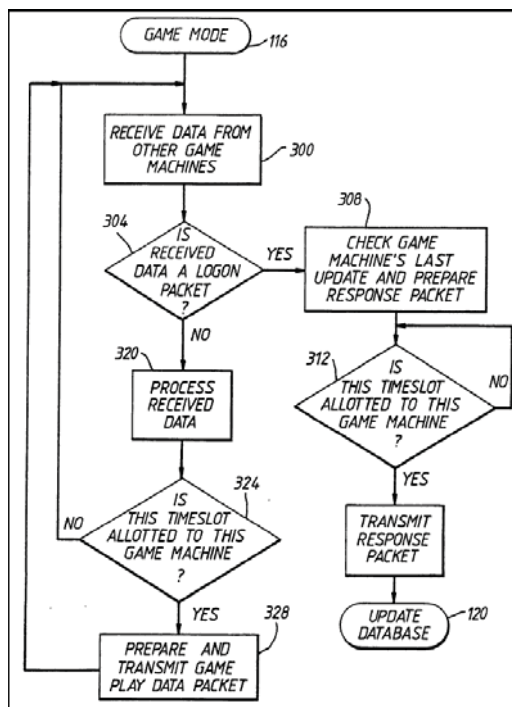 GAME MODE
116
RECEIVE DATA FROM
OTHER GAME
MACHINES
300
304
IS
RECEIVED
DATA A LOGON
PACKET
?
YES
NO
308
CHECK GAME
MACHINE'S LAST
UPDATE AND PREPARE
RESPONSE PACKET
312
IS
THIS TIMESLOT
ALLOTTED TO THIS
GAME MACHINE
?
NO
YES
TRANSMIT
RESPONSE
PACKET
UPDATE
DATABASE
120
320
PROCESS
RECEIVED
DATA
324
IS
THIS TIMESLOT
ALLOTTED TO THIS
GAME MACHINE
?
NO
YES
328
PREPARE AND
TRANSMIT GAME
PLAY DATA PACKET